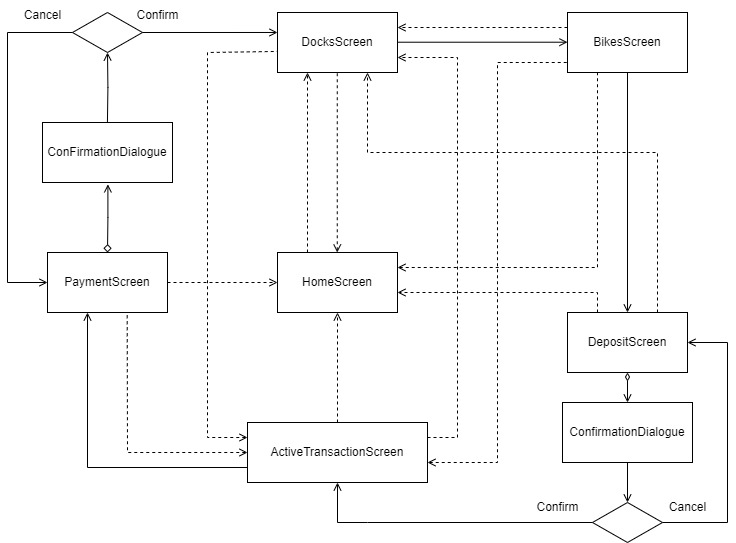 Cancel
Confirm
DocksScreen
BikesScreen
ConFirmationDialogue
PaymentScreen
HomeScreen
DepositScreen
ConfirmationDialogue
ActiveTransactionScreen
Confirm
Cancel